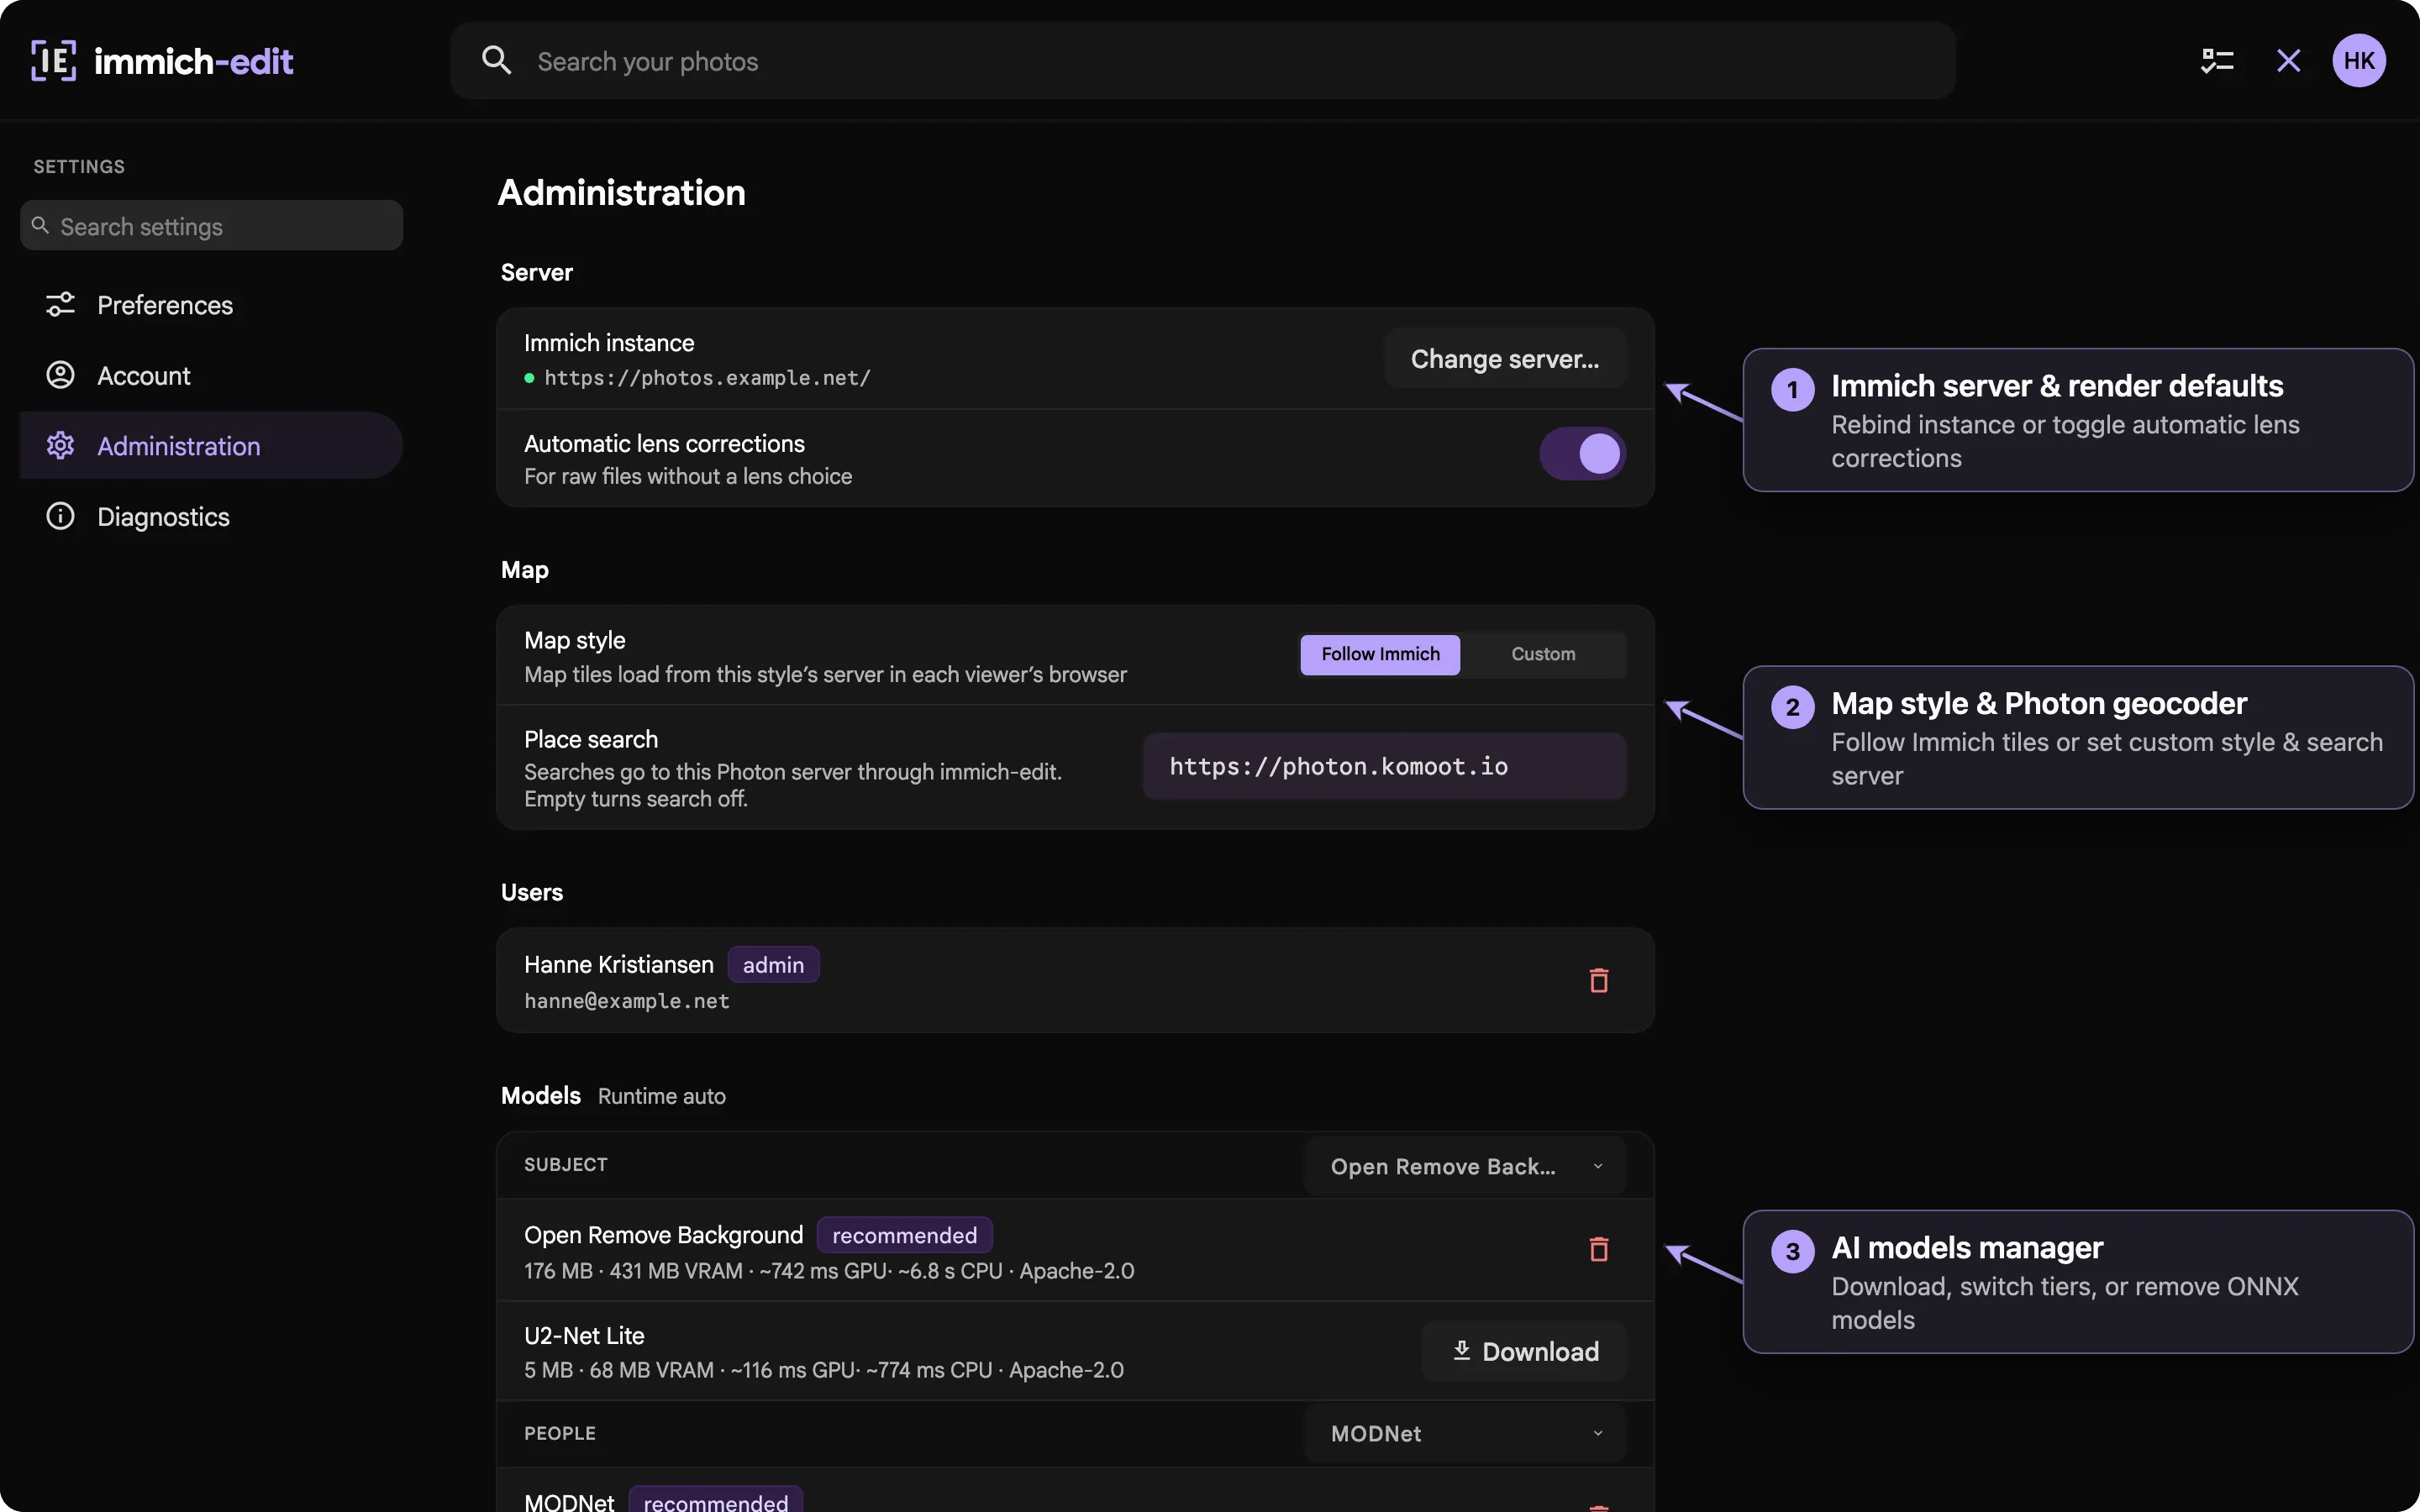 IE immich-edit
Search your photos
HK
SETTINGS
Search settings
Preferences
Account
Administration
Diagnostics
Administration
Server
Immich instance
https://photos.example.net/
Change server...
Automatic lens corrections
For raw files without a lens choice
Map
Map style
Map tiles load from this style’s server in each viewer’s browser
Follow Immich
Custom
Place search
Searches go to this Photon server through immich-edit.
Empty turns search off.
https://photon.komoot.io
Users
Hanne Kristiansen admin
hanne@example.net
Models Runtime auto
SUBJECT
Open Remove Back...
Open Remove Background recommended
176 MB · 431 MB VRAM · ~742 ms GPU· ~6.8 s CPU · Apache-2.0
U2-Net Lite
5 MB · 68 MB VRAM · ~116 ms GPU· ~774 ms CPU · Apache-2.0
Download
PEOPLE
MODNet
MODNet recommended
1 Immich server & render defaults
Rebind instance or toggle automatic lens
corrections
2 Map style & Photon geocoder
Follow Immich tiles or set custom style & search
server
3 AI models manager
Download, switch tiers, or remove ONNX
models